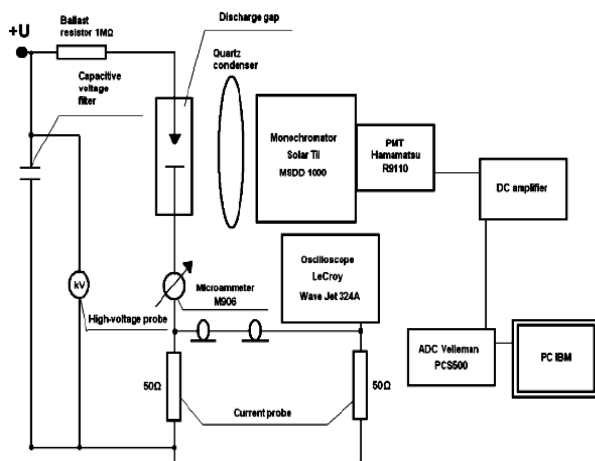 +U
Ballast
resistor 1MΩ
Discharge gap
Capacitive
voltage
filter
Quartz
condenser
Monochromator
Solar Til
MSDD 1000
PMT
Hamamatsu
R9110
DC amplifier
Oscilloscope
LeCroy
Wave Jet 324A
kV
Microammeter
M906
High-voltage probe
ADC Velleman
PCS500
PC IBM
50Ω
50Ω
Current probe